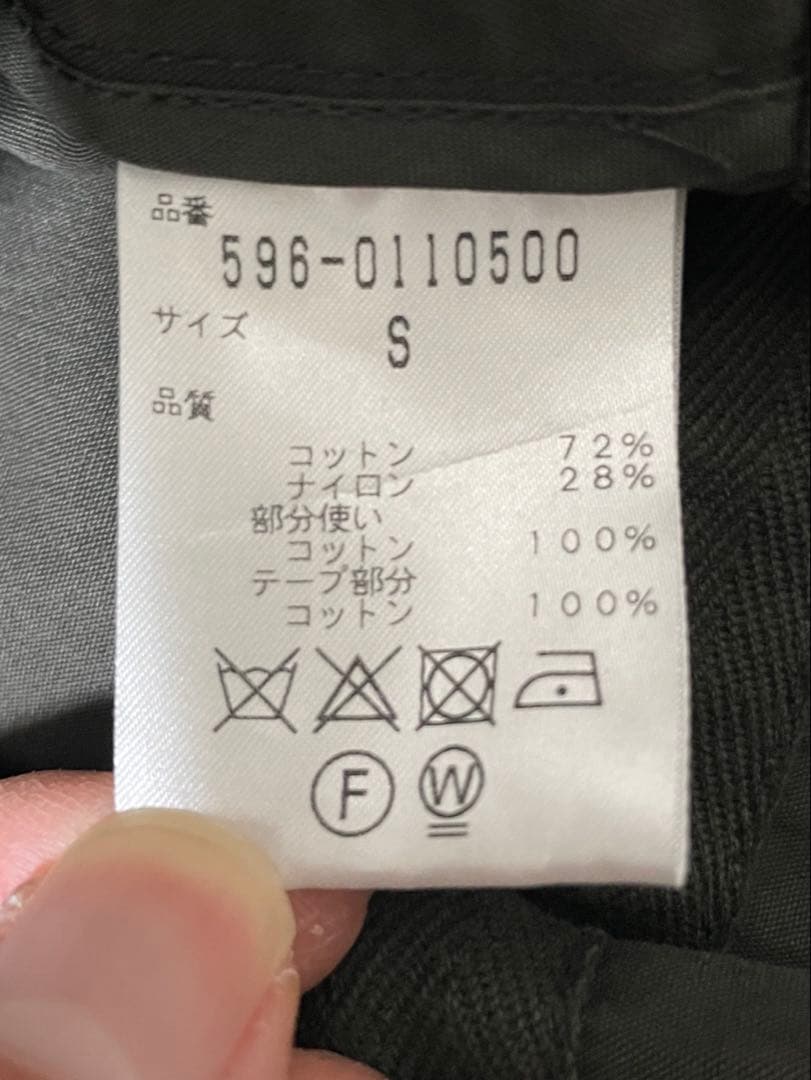 品番
596-0110500
サイズ
S
品質
コットン 72%
ナイロン 28%
部分使い
コットン 100%
テープ部分
コットン 100%
F W